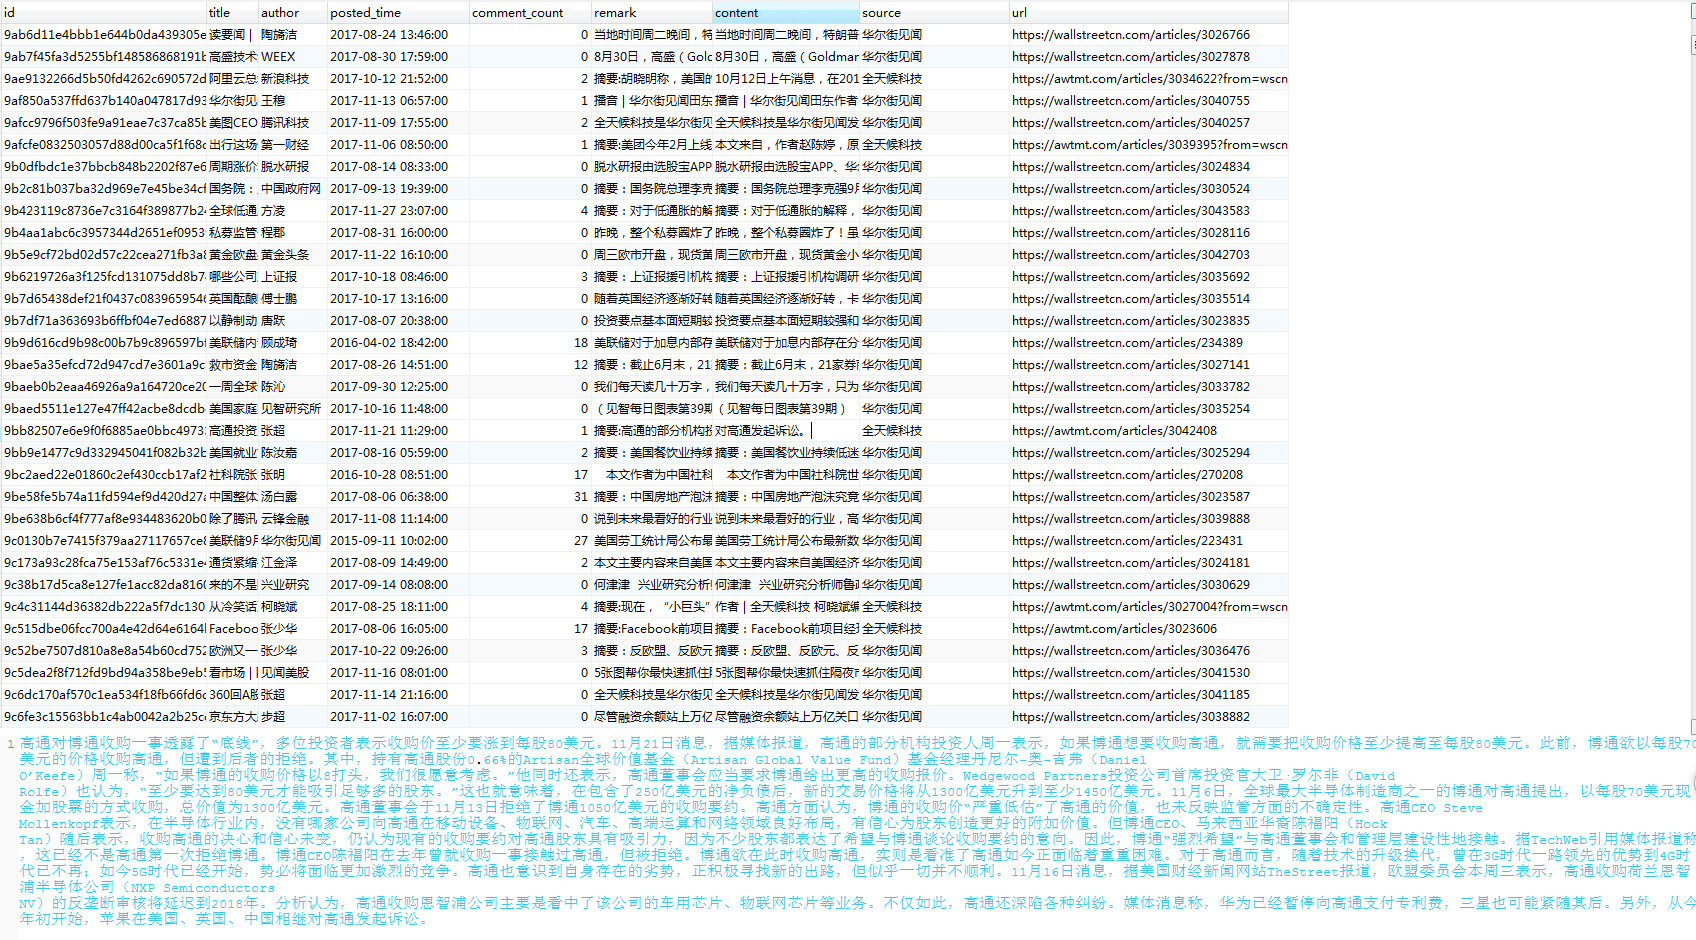 id title author posted_time comment_count remark content source url
9ab6d11e4bbb1e644b0da439305e 读要闻 | 陶旖洁 2017-08-24 13:46:00 0 当地时间周二晚间，特 当地时间周二晚间，特朗普 华尔街见闻 https://wallstreetcn.com/articles/3026766
9ab7f45fa3d5255bf148586868191b 高盛技术 WEEX 2017-08-30 17:59:00 0 8月30日，高盛（Gold 8月30日，高盛（Goldmar 华尔街见闻 https://wallstreetcn.com/articles/3027878
9ae9132266d5b50fd4262c690572d 阿里云总 新浪科技 2017-10-12 21:52:00 2 摘要:胡晓明称，美国的 10月12日上午消息，在201 全天候科技 https://awtmt.com/articles/3034622?from=wscn
9af850a537ffd637b140a047817d93 华尔街见 王穆 2017-11-13 06:57:00 1 播音 | 华尔街见闻田东 播音 | 华尔街见闻田东作者 华尔街见闻 https://wallstreetcn.com/articles/3040755
9afcc9796f503fe9a91eae7c37ca85b 美图CEO 腾讯科技 2017-11-09 17:55:00 2 全天候科技是华尔街见 全天候科技是华尔街见闻发 华尔街见闻 https://wallstreetcn.com/articles/3040257
9afcfe0832503057d88d00ca5f1f68c 出行这场 第一财经 2017-11-06 08:50:00 1 摘要:美团今年2月上线 本文来自，作者赵陈婷，原 全天候科技 https://awtmt.com/articles/3039395?from=wscn
9b0dfbdc1e37bbcb848b2202f87e6 周期涨价 脱水研报 2017-08-14 08:33:00 0 脱水研报由选股宝APP 脱水研报由选股宝APP、华 华尔街见闻 https://wallstreetcn.com/articles/3024834
9b2c81b037ba32d969e7e45be34cf 国务院： 中国政府网 2017-09-13 19:39:00 0 摘要：国务院总理李克 摘要：国务院总理李克强9 华尔街见闻 https://wallstreetcn.com/articles/3030524
9b423119c8736e7c3164f389877b24 全球低通 方凌 2017-11-27 23:07:00 4 摘要：对于低通胀的解 摘要：对于低通胀的解释， 华尔街见闻 https://wallstreetcn.com/articles/3043583
9b4aa1abc6c3957344d2651ef0953 私募监管 程郡 2017-08-31 16:00:00 0 昨晚，整个私募圈炸了 昨晚，整个私募圈炸了！虽 华尔街见闻 https://wallstreetcn.com/articles/3028116
9b5e9cf72bd02d57c22cea271fb3a8 黄金欧盘 黄金头条 2017-11-22 16:10:00 0 周三欧市开盘，现货黄 周三欧市开盘，现货黄金小 华尔街见闻 https://wallstreetcn.com/articles/3042703
9b6219726a3f125fcd131075dd8b7 哪些公司 上证报 2017-10-18 08:46:00 3 摘要：上证报援引机构 摘要：上证报援引机构调研 华尔街见闻 https://wallstreetcn.com/articles/3035692
9b7d65438def21f0437c0839659546 英国酝酿 傅士鹏 2017-10-17 13:16:00 0 随着英国经济逐渐好转 随着英国经济逐渐好转，卡 华尔街见闻 https://wallstreetcn.com/articles/3035514
9b7df71a363693b6ffbf04e7ed6887 以静制动 唐跃 2017-08-07 20:38:00 0 投资要点基本面短期较 投资要点基本面短期较强和 华尔街见闻 https://wallstreetcn.com/articles/3023835
9b9d616cd9b98c00b7b9c896597bf 美联储内 顾成琦 2016-04-02 18:42:00 18 美联储对于加息内部存 美联储对于加息内部存在分 华尔街见闻 https://wallstreetcn.com/articles/234389
9bae5a35efcd72d947cd7e3601a9c 救市资金 陶旖洁 2017-08-26 14:51:00 12 摘要：截止6月末，21 摘要：截止6月末，21家券商 华尔街见闻 https://wallstreetcn.com/articles/3027141
9baeb0b2eaa46926a9a164720ce20 一周全球 陈沁 2017-09-30 12:25:00 0 我们每天读几十万字， 我们每天读几十万字，只为 华尔街见闻 https://wallstreetcn.com/articles/3033782
9baed5511e127e47ff42acbe8dcdb 美国家庭 见智研究所 2017-10-16 11:48:00 0 （见智每日图表第39期 （见智每日图表第39期） 华尔街见闻 https://wallstreetcn.com/articles/3035254
9bb82507e6e9f0f6885ae0bbc4973 高通投资 张超 2017-11-21 11:29:00 1 摘要:高通的部分机构投 对高通发起诉讼。 全天候科技 https://awtmt.com/articles/3042408
9bb9e1477c9d332945041f082b32b 美国就业 陈汝嘉 2017-08-16 05:59:00 2 摘要：美国餐饮业持续 摘要：美国餐饮业持续低迷 华尔街见闻 https://wallstreetcn.com/articles/3025294
9bc2aed22e01860c2ef430ccb17af2 社科院张 张明 2016-10-28 08:51:00 17 本文作者为中国社科 本文作者为中国社科院世 华尔街见闻 https://wallstreetcn.com/articles/270208
9be58fe5b74a11fd594ef9d420d27a 中国整体 汤白露 2017-08-06 06:38:00 31 摘要：中国房地产泡沫 摘要：中国房地产泡沫究竟 华尔街见闻 https://wallstreetcn.com/articles/3023587
9be638b6cf4f777af8e934483620b0 除了腾讯 云锋金融 2017-11-08 11:14:00 0 说到未来最看好的行业 说到未来最看好的行业，高 华尔街见闻 https://wallstreetcn.com/articles/3039888
9c0130b7e7415f379aa27117657ce8 美联储9月 华尔街见闻 2015-09-11 10:02:00 27 美国劳工统计局公布最 美国劳工统计局公布最新数 华尔街见闻 https://wallstreetcn.com/articles/223431
9c173a93c28fca75e153af76c5331e 通货紧缩 江金泽 2017-08-09 14:49:00 2 本文主要内容来自美国 本文主要内容来自美国经济 华尔街见闻 https://wallstreetcn.com/articles/3024181
9c38b17d5ca8e127fe1acc82da8160 来的不是 兴业研究 2017-09-14 08:08:00 0 何津津 兴业研究分析 何津津 兴业研究分析师鲁政 华尔街见闻 https://wallstreetcn.com/articles/3030629
9c4c31144d36382db222a5f7dc130 从冷笑话 柯晓斌 2017-08-25 18:11:00 4 摘要:现在，“小巨头” 作者 | 全天候科技 柯晓斌编 全天候科技 https://awtmt.com/articles/3027004?from=wscn
9c515dbe06fcc700a4e42d64e6164 Faceboo 张少华 2017-08-06 16:05:00 17 摘要:Facebook前项目 摘要：Facebook前项目经 全天候科技 https://awtmt.com/articles/3023606
9c52be7507d810a8e8a54b60cd752 欧洲又一 张少华 2017-10-22 09:26:00 3 摘要：反欧盟、反欧元 摘要：反欧盟、反欧元、反 华尔街见闻 https://wallstreetcn.com/articles/3036476
9c5dea2f8f712fd9bd94a358be9eb5 看市场 | 见闻美股 2017-11-16 08:01:00 0 5张图帮你最快速抓住 5张图帮你最快速抓住隔夜市 华尔街见闻 https://wallstreetcn.com/articles/3041530
9c6dc170af570c1ea534f18fb66fd6c 360回A股 张超 2017-11-14 21:16:00 0 全天候科技是华尔街见 全天候科技是华尔街见闻发 华尔街见闻 https://wallstreetcn.com/articles/3041185
9c6fe3c15563bb1c4ab0042a2b25c 京东方大 步超 2017-11-02 16:07:00 0 尽管融资余额站上万亿 尽管融资余额站上万亿关口 华尔街见闻 https://wallstreetcn.com/articles/3038882
1 高通对博通收购一事透露了“底线”，多位投资者表示收购价至少要涨到每股80美元。11月21日消息，据媒体报道，高通的部分机构投资人周一表示，如果博通想要收购高通，就需要把收购价格至少提高至每股80美元。此前，博通欲以每股70
美元的价格收购高通，但遭到后者的拒绝。其中，持有高通股份0.66%的Artisan全球价值基金（Artisan Global Value Fund）基金经理丹尼尔-奥-吉弗（Daniel
O’Keefe）周一称，“如果博通的收购价格以8打头，我们很愿意考虑。”他同时还表示，高通董事会应当要求博通给出更高的收购报价。Wedgewood Partners投资公司首席投资官大卫·罗尔非（David
Rolfe）也认为，“至少要达到80美元才能吸引足够多的股东。”这也就意味着，在包含了250亿美元的净负债后，新的交易价格将从1300亿美元升到至少1450亿美元。11月6日，全球最大半导体制造商之一的博通对高通提出，以每股70美元现
金加股票的方式收购，总价值为1300亿美元。高通董事会于11月13日拒绝了博通1050亿美元的收购要约。高通方面认为，博通的收购价“严重低估”了高通的价值，也未反映监管方面的不确定性。高通CEO Steve
Mollenkopf表示，在半导体行业内，没有哪家公司向高通在移动设备、物联网、汽车、高端运算和网络领域良好布局，有信心为股东创造更好的附加价值。但博通CEO、马来西亚华裔陈福阳（Hock
Tan）随后表示，收购高通的决心和信心未变，仍认为现有的收购要约对高通股东具有吸引力，因为不少股东都表达了希望与博通谈论收购要约的意向。因此，博通“强烈希望”与高通董事会和管理层建设性地接触。据TechWeb引用媒体报道称
，这已经不是高通第一次拒绝博通。博通CEO陈福阳在去年曾就收购一事接触过高通，但被拒绝。博通欲在此时收购高通，实则是看准了高通如今正面临着重重困难。对于高通而言，随着技术的升级换代，曾在3G时代一路领先的优势到4G时
代已不再；如今5G时代已经开始，势必将面临更加激烈的竞争。高通也意识到自身存在的劣势，正积极寻找新的出路，但似乎一切并不顺利。11月16日消息，据美国财经新闻网站TheStreet报道，欧盟委员会本周三表示，高通收购荷兰恩智
浦半导体公司（NXP Semiconductors
NV）的反垄断审核将延迟到2018年。分析认为，高通收购恩智浦公司主要是看中了该公司的车用芯片、物联网芯片等业务。不仅如此，高通还深陷各种纠纷。媒体消息称，华为已经暂停向高通支付专利费，三星也可能紧随其后。另外，从今
年初开始，苹果在美国、英国、中国相继对高通发起诉讼。